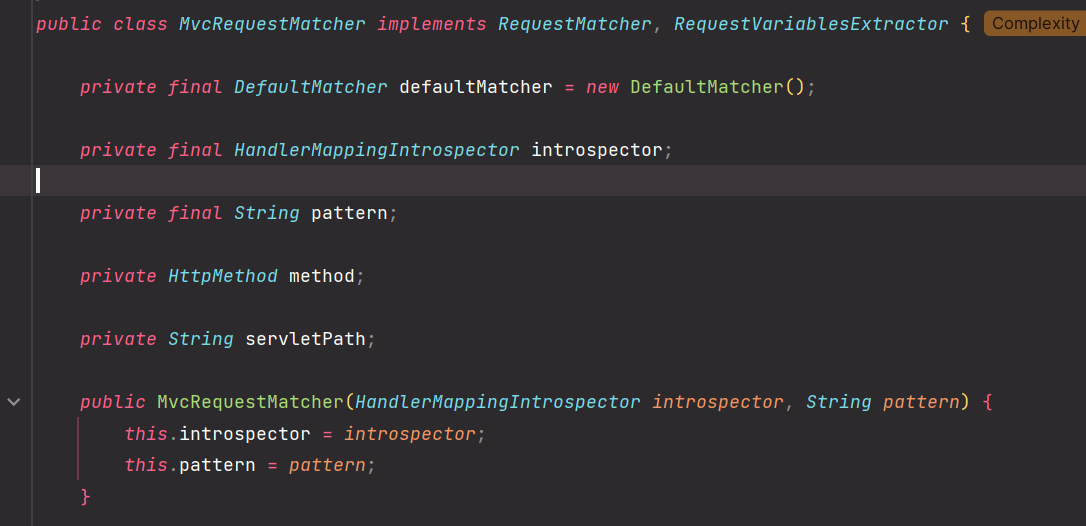 public class MvcRequestMatcher implements RequestMatcher, RequestVariablesExtractor { Complexity
private final DefaultMatcher defaultMatcher = new DefaultMatcher();
private final HandlerMappingIntrospector introspector;
private final String pattern;
private HttpMethod method;
private String servletPath;
public MvcRequestMatcher(HandlerMappingIntrospector introspector, String pattern) {
this.introspector = introspector;
this.pattern = pattern;
}